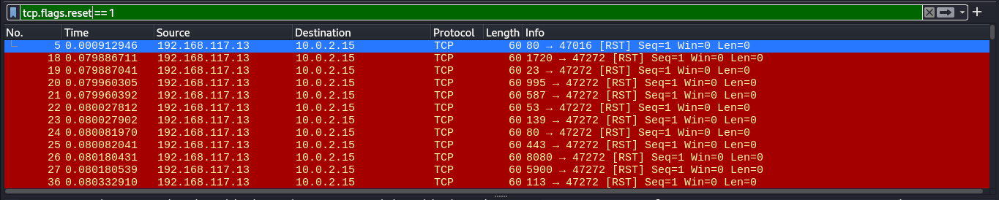 tcp.flags.reset==1
No. Time Source Destination Protocol Length Info
5 0.000912946 192.168.117.13 10.0.2.15 TCP 60 80 → 47016 [RST] Seq=1 Win=0 Len=0
18 0.079886711 192.168.117.13 10.0.2.15 TCP 60 1720 → 47272 [RST] Seq=1 Win=0 Len=0
19 0.079887041 192.168.117.13 10.0.2.15 TCP 60 23 → 47272 [RST] Seq=1 Win=0 Len=0
20 0.079960305 192.168.117.13 10.0.2.15 TCP 60 995 → 47272 [RST] Seq=1 Win=0 Len=0
21 0.079960392 192.168.117.13 10.0.2.15 TCP 60 587 → 47272 [RST] Seq=1 Win=0 Len=0
22 0.080027812 192.168.117.13 10.0.2.15 TCP 60 53 → 47272 [RST] Seq=1 Win=0 Len=0
23 0.080027902 192.168.117.13 10.0.2.15 TCP 60 139 → 47272 [RST] Seq=1 Win=0 Len=0
24 0.080081970 192.168.117.13 10.0.2.15 TCP 60 80 → 47272 [RST] Seq=1 Win=0 Len=0
25 0.080082041 192.168.117.13 10.0.2.15 TCP 60 443 → 47272 [RST] Seq=1 Win=0 Len=0
26 0.080180431 192.168.117.13 10.0.2.15 TCP 60 8080 → 47272 [RST] Seq=1 Win=0 Len=0
27 0.080180539 192.168.117.13 10.0.2.15 TCP 60 5900 → 47272 [RST] Seq=1 Win=0 Len=0
36 0.080332910 192.168.117.13 10.0.2.15 TCP 60 113 → 47272 [RST] Seq=1 Win=0 Len=0